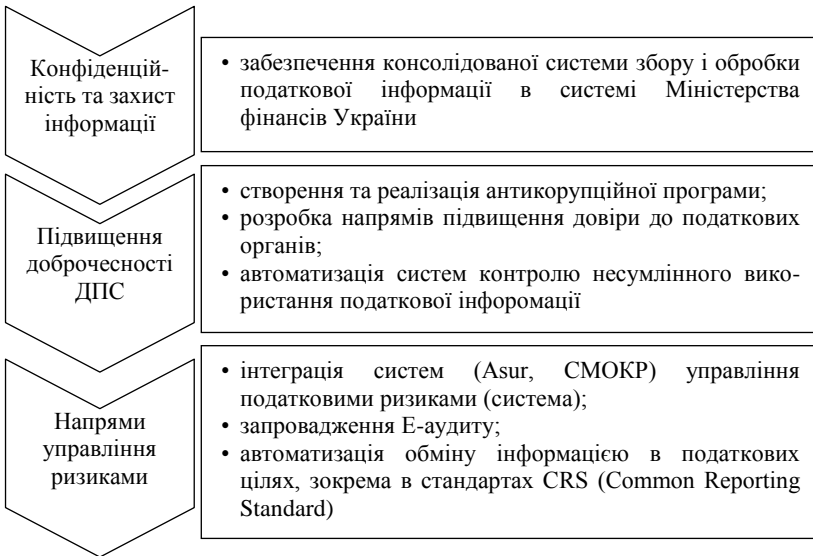 Конфіденцій-
ність та захист
інформації
• забезпечення консолідованої системи збору і обробки
податкової інформації в системі Міністерства
фінансів України
Підвищення
доброчесності
ДПС
• створення та реалізація антикорупційної програми;
• розробка напрямів підвищення довіри до податкових
органів;
• автоматизація систем контролю несумлінного вико-
ристання податкової інфоромації
Напрями
управління
ризиками
• інтеграція систем (Asur, СМОКР) управління
податковими ризиками (система);
• запровадження Е-аудиту;
• автоматизація обміну інформацією в податкових
цілях, зокрема в стандартах CRS (Common Reporting
Standard)